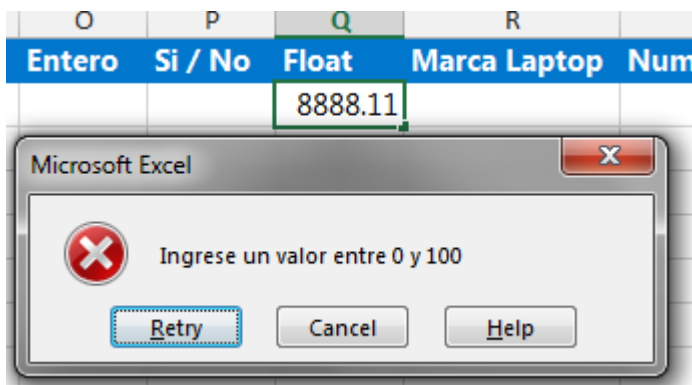 O P Q R
Entero Si / No Float Marca Laptop Num
8888.11
Microsoft Excel
Ingrese un valor entre 0 y 100
Retry Cancel Help